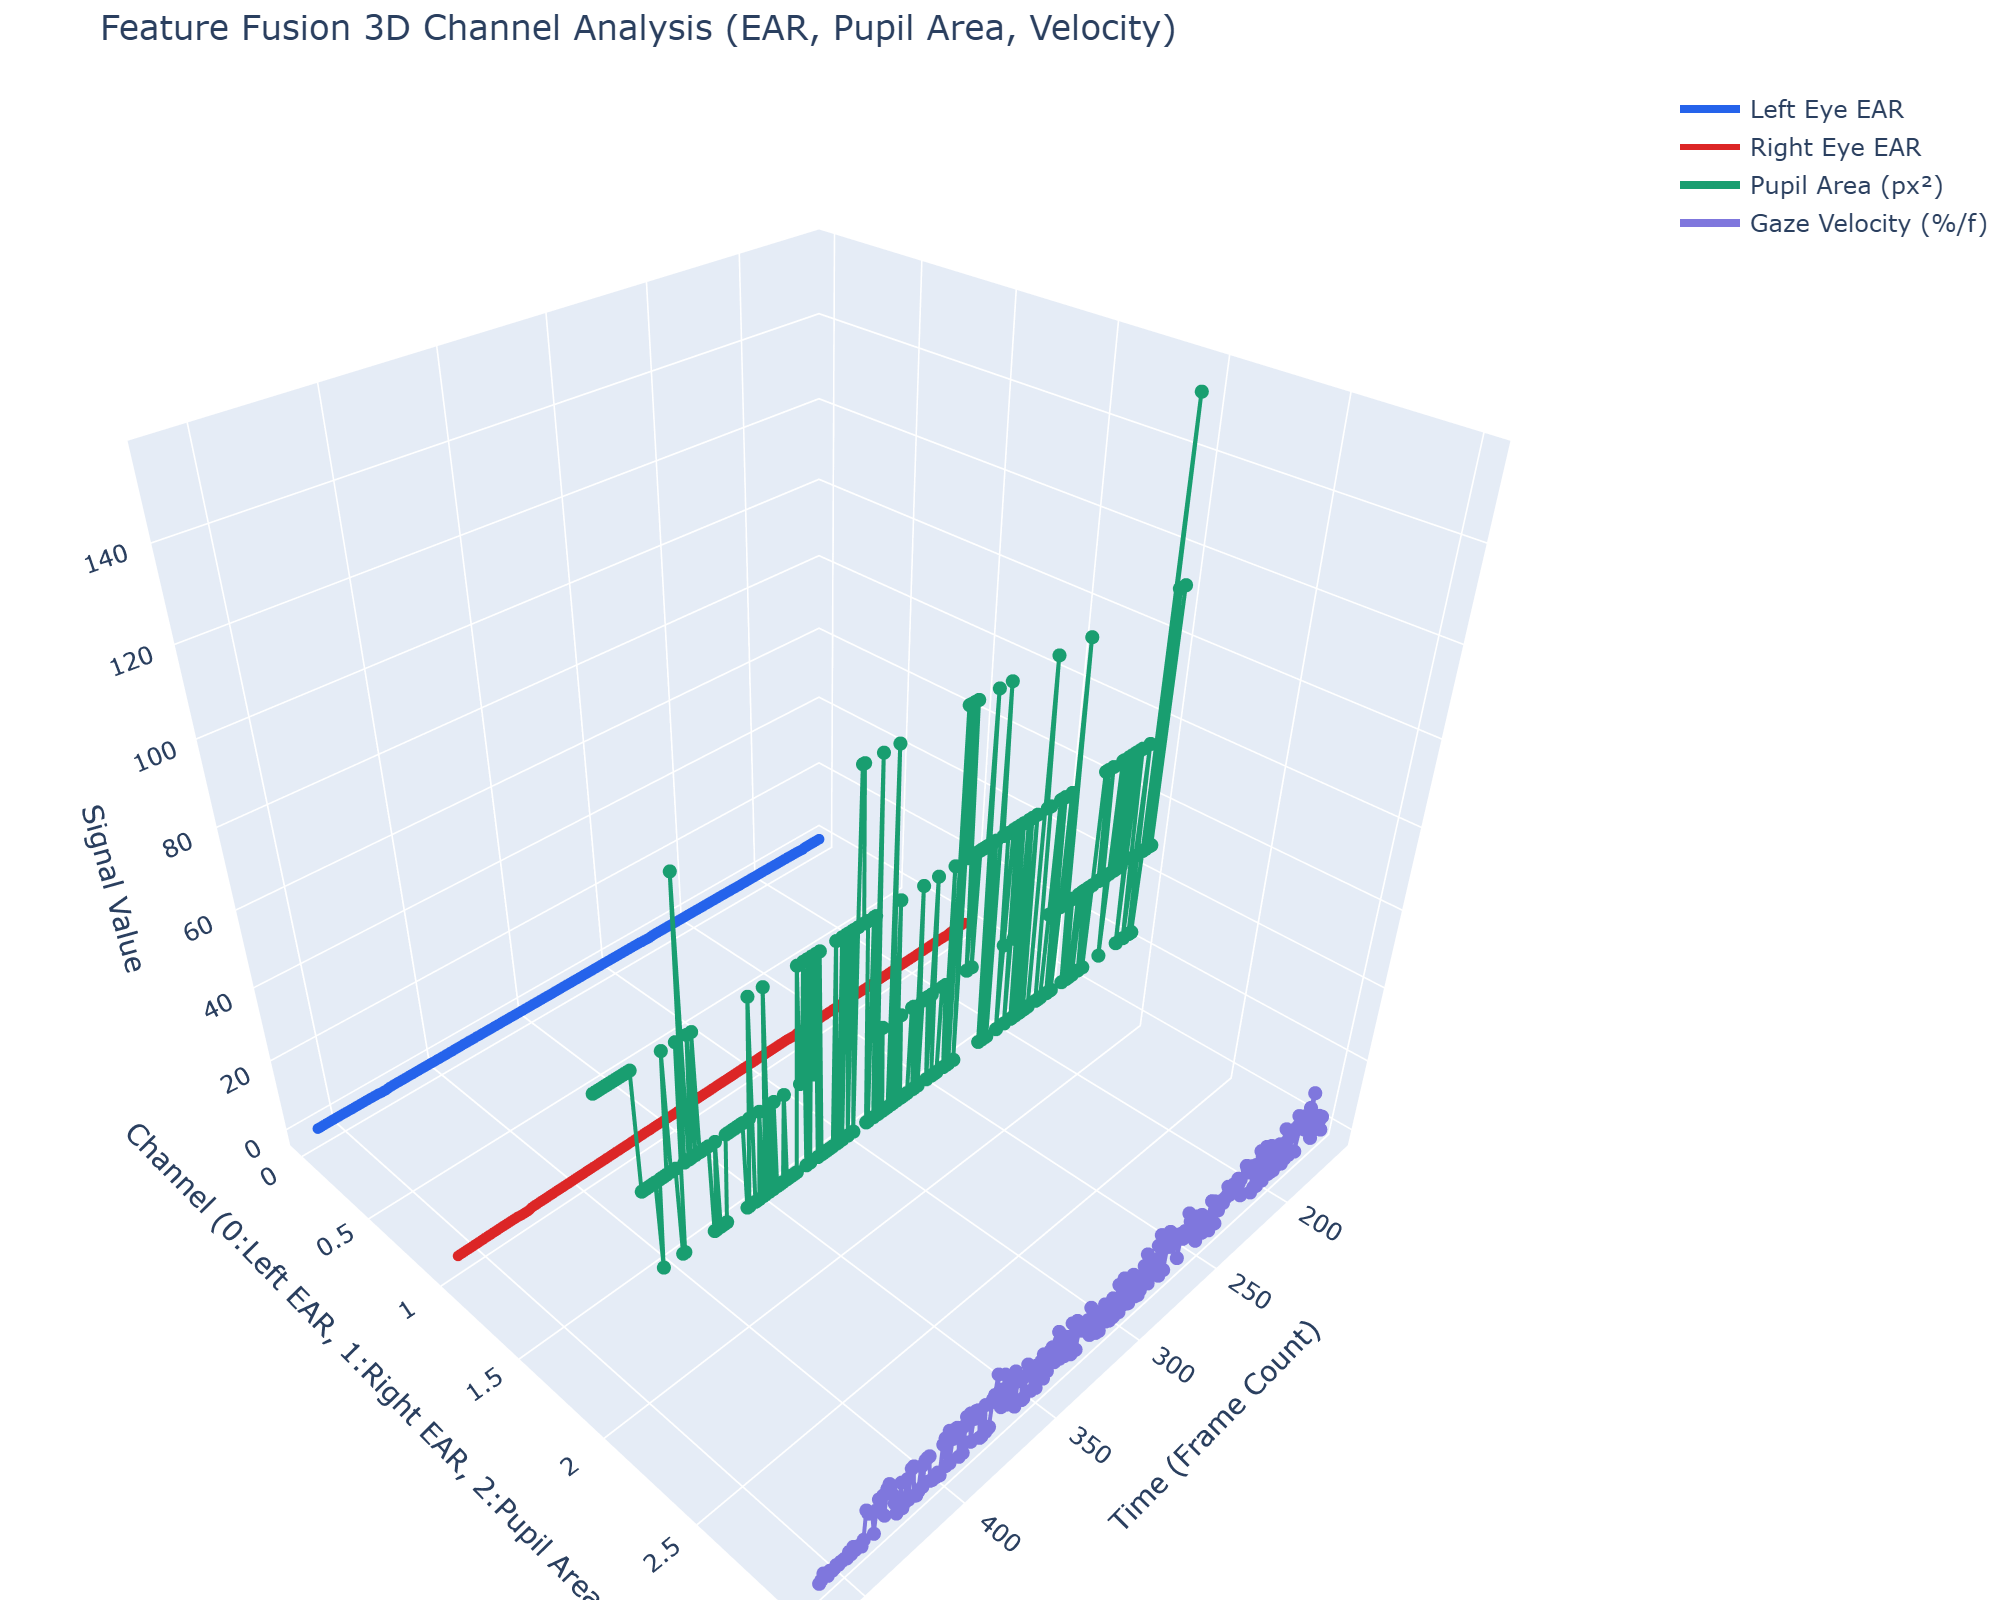 Feature Fusion 3D Channel Analysis (EAR, Pupil Area, Velocity)
Left Eye EAR
Right Eye EAR
Pupil Area (px²)
Gaze Velocity (%/f)
140
120
100
80
60
40
20
0
Signal Value
0
0.5
1
1.5
2
2.5
Channel (0:Left EAR, 1:Right EAR, 2:Pupil Area
200
250
300
350
400
Time (Frame Count)